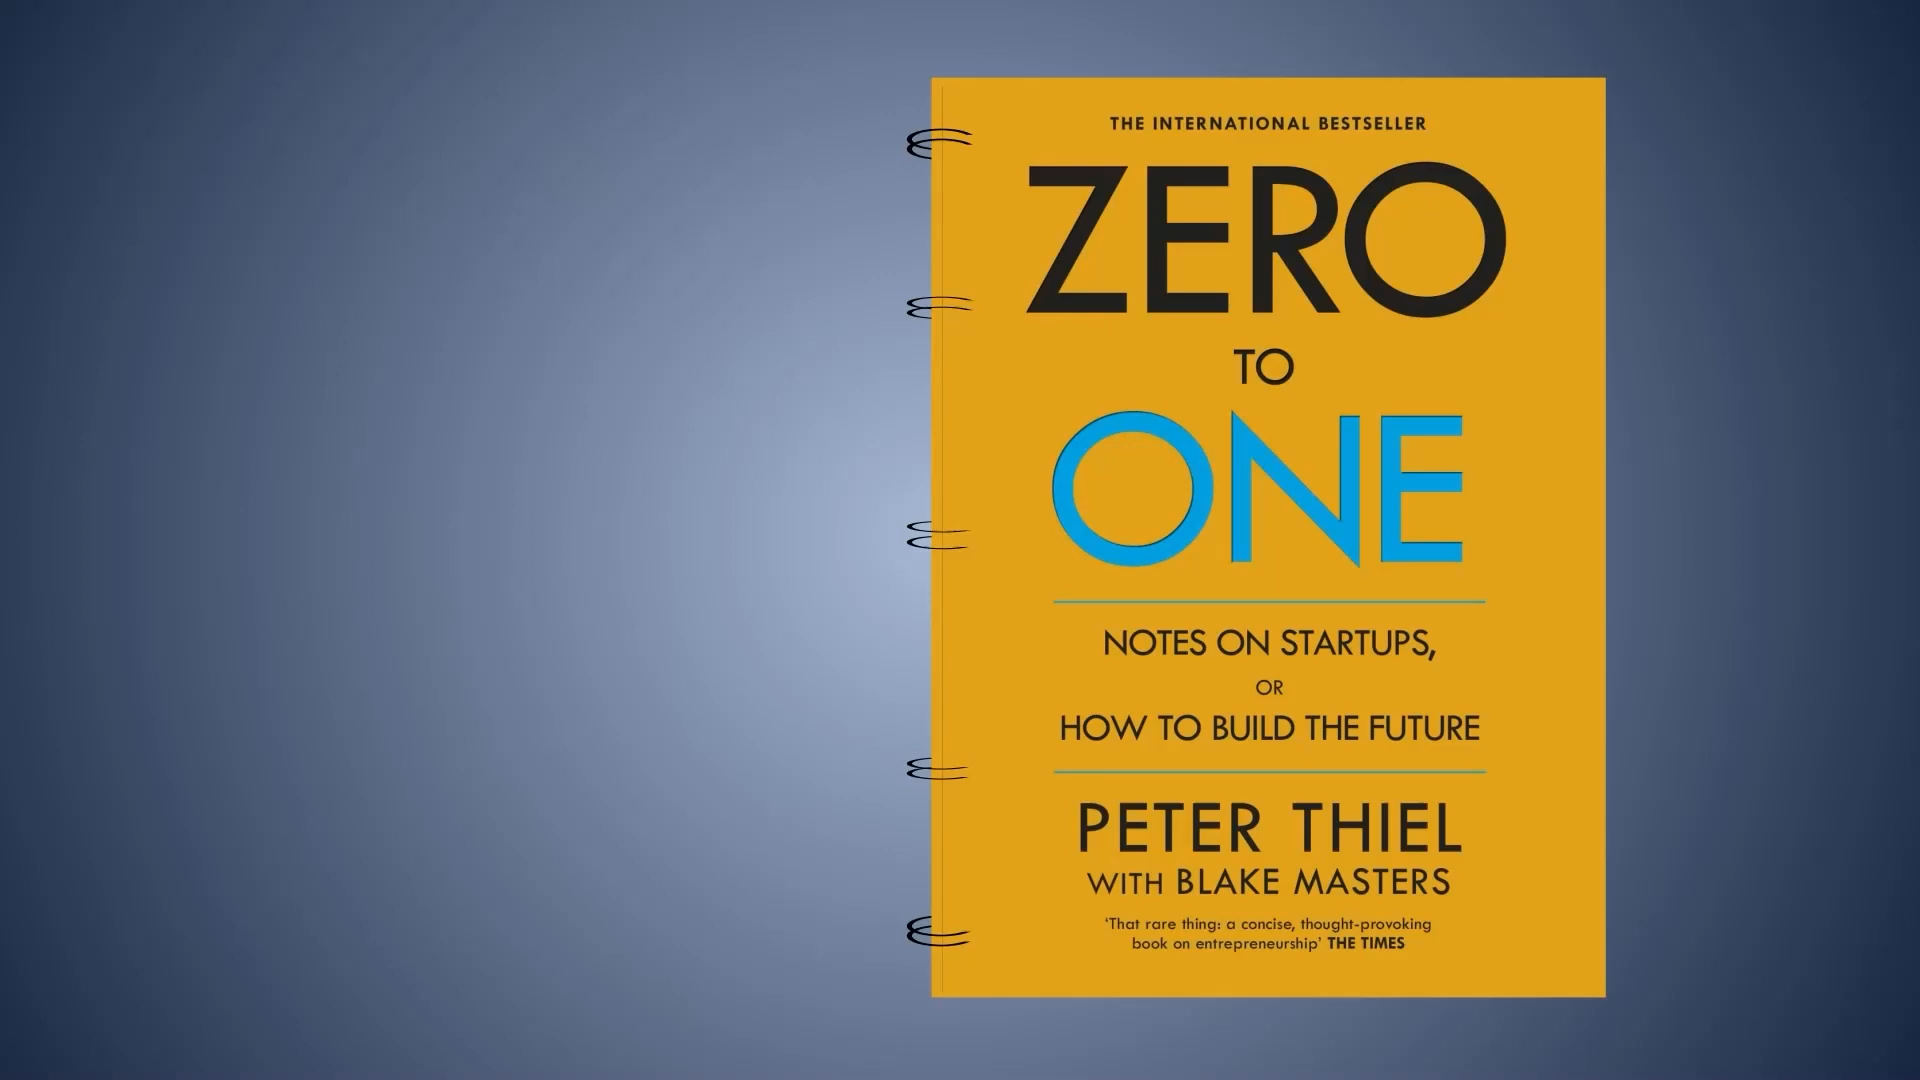 THE INTERNATIONAL BESTSELLER
ZERO
TO
ONE
NOTES ON STARTUPS,
OR
HOW TO BUILD THE FUTURE
PETER THIEL
WITH BLAKE MASTERS
‘That rare thing: a concise, thought-provoking
book on entrepreneurship’ THE TIMES